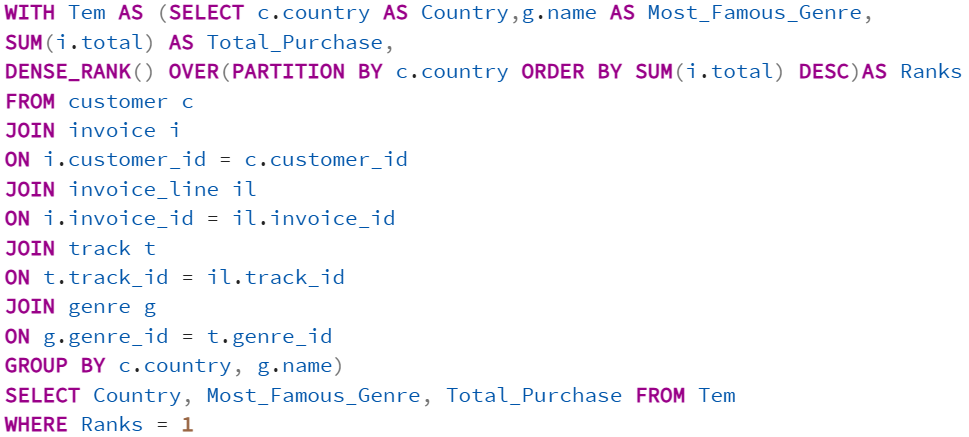 WITH Tem AS (SELECT c.country AS Country,g.name AS Most_Famous_Genre,
SUM(i.total) AS Total_Purchase,
DENSE_RANK() OVER(PARTITION BY c.country ORDER BY SUM(i.total) DESC)AS Ranks
FROM customer c
JOIN invoice i
ON i.customer_id = c.customer_id
JOIN invoice_line il
ON i.invoice_id = il.invoice_id
JOIN track t
ON t.track_id = il.track_id
JOIN genre g
ON g.genre_id = t.genre_id
GROUP BY c.country, g.name)
SELECT Country, Most_Famous_Genre, Total_Purchase FROM Tem
WHERE Ranks = 1